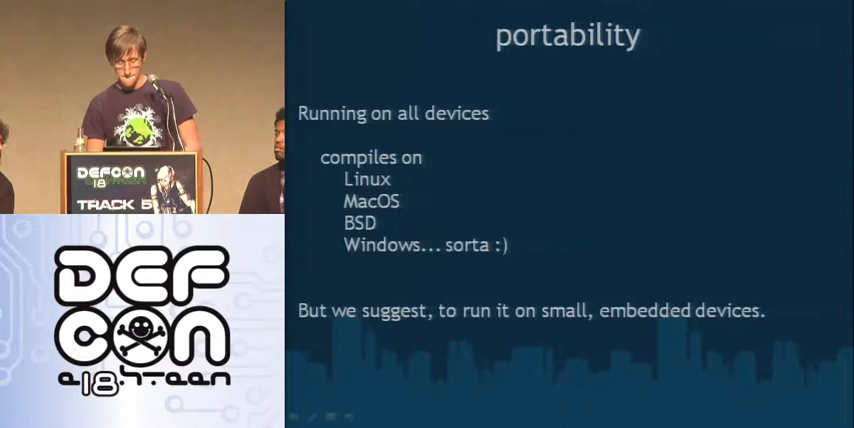 portability
Running on all devices
compiles on
Linux
MacOS
BSD
Windows... sorta :)
But we suggest, to run it on small, embedded devices.
DEFCON
18
TRACK 5
DEF
CON
e18hteen